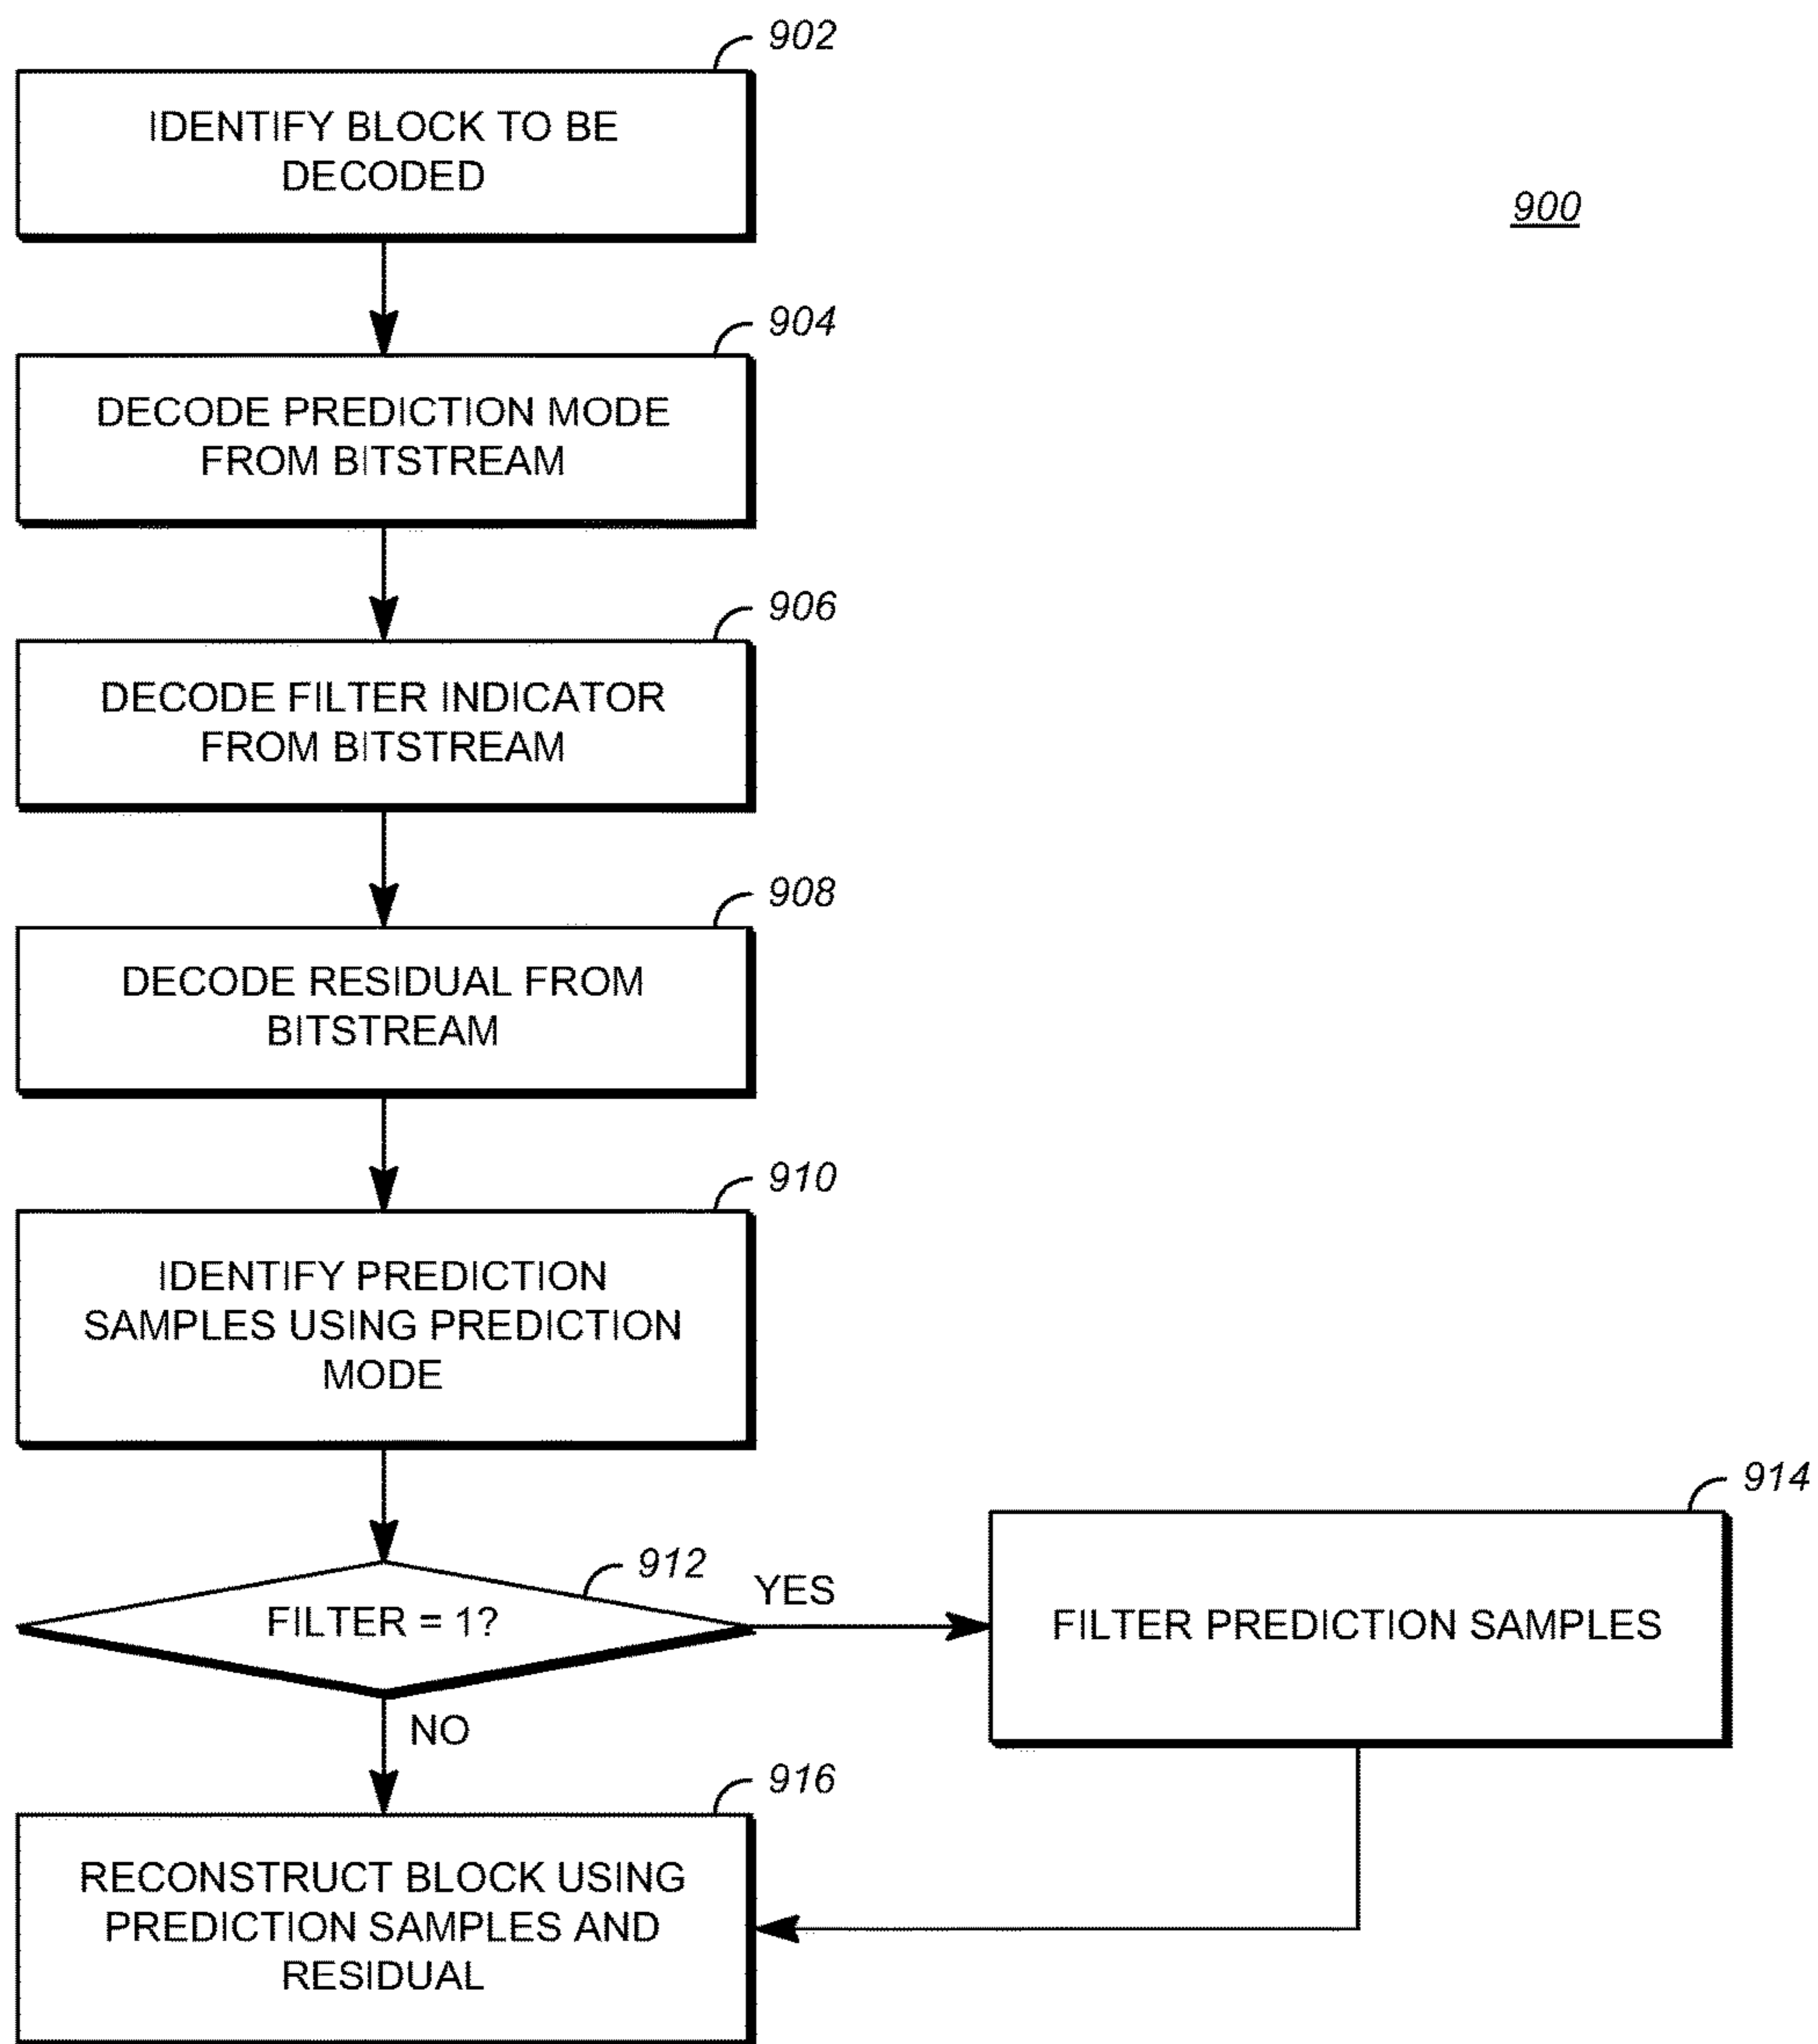 902
IDENTIFY BLOCK TO BE
DECODED
900
904
DECODE PREDICTION MODE
FROM BITSTREAM
906
DECODE FILTER INDICATOR
FROM BITSTREAM
908
DECODE RESIDUAL FROM
BITSTREAM
910
IDENTIFY PREDICTION
SAMPLES USING PREDICTION
MODE
912
FILTER = 1?
YES
914
FILTER PREDICTION SAMPLES
NO
916
RECONSTRUCT BLOCK USING
PREDICTION SAMPLES AND
RESIDUAL